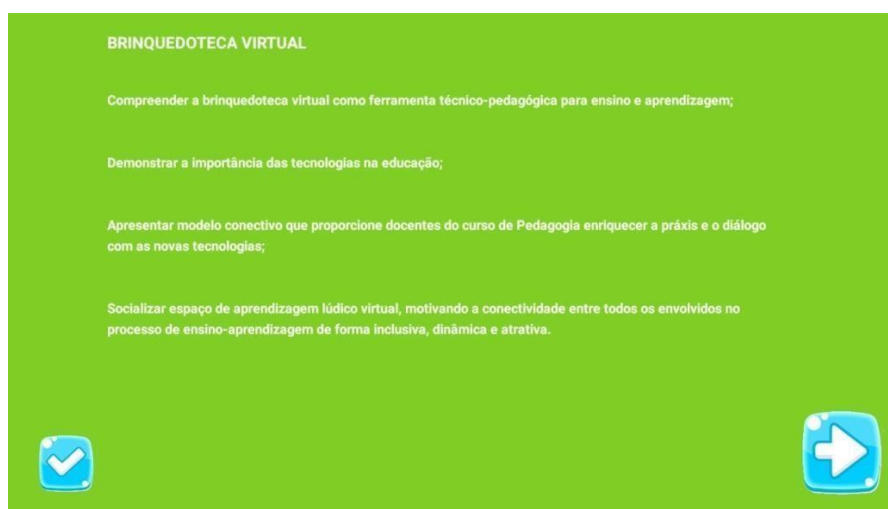 BRINQUEDOTECA VIRTUAL
Compreender a brinquedoteca virtual como ferramenta técnico-pedagógica para ensino e aprendizagem;
Demonstrar a importância das tecnologias na educação;
Apresentar modelo conectivo que proporcione docentes do curso de Pedagogia enriquecer a práxis e o diálogo
com as novas tecnologias;
Socializar espaço de aprendizagem lúdico virtual, motivando a conectividade entre todos os envolvidos no
processo de ensino-aprendizagem de forma inclusiva, dinâmica e atrativa.